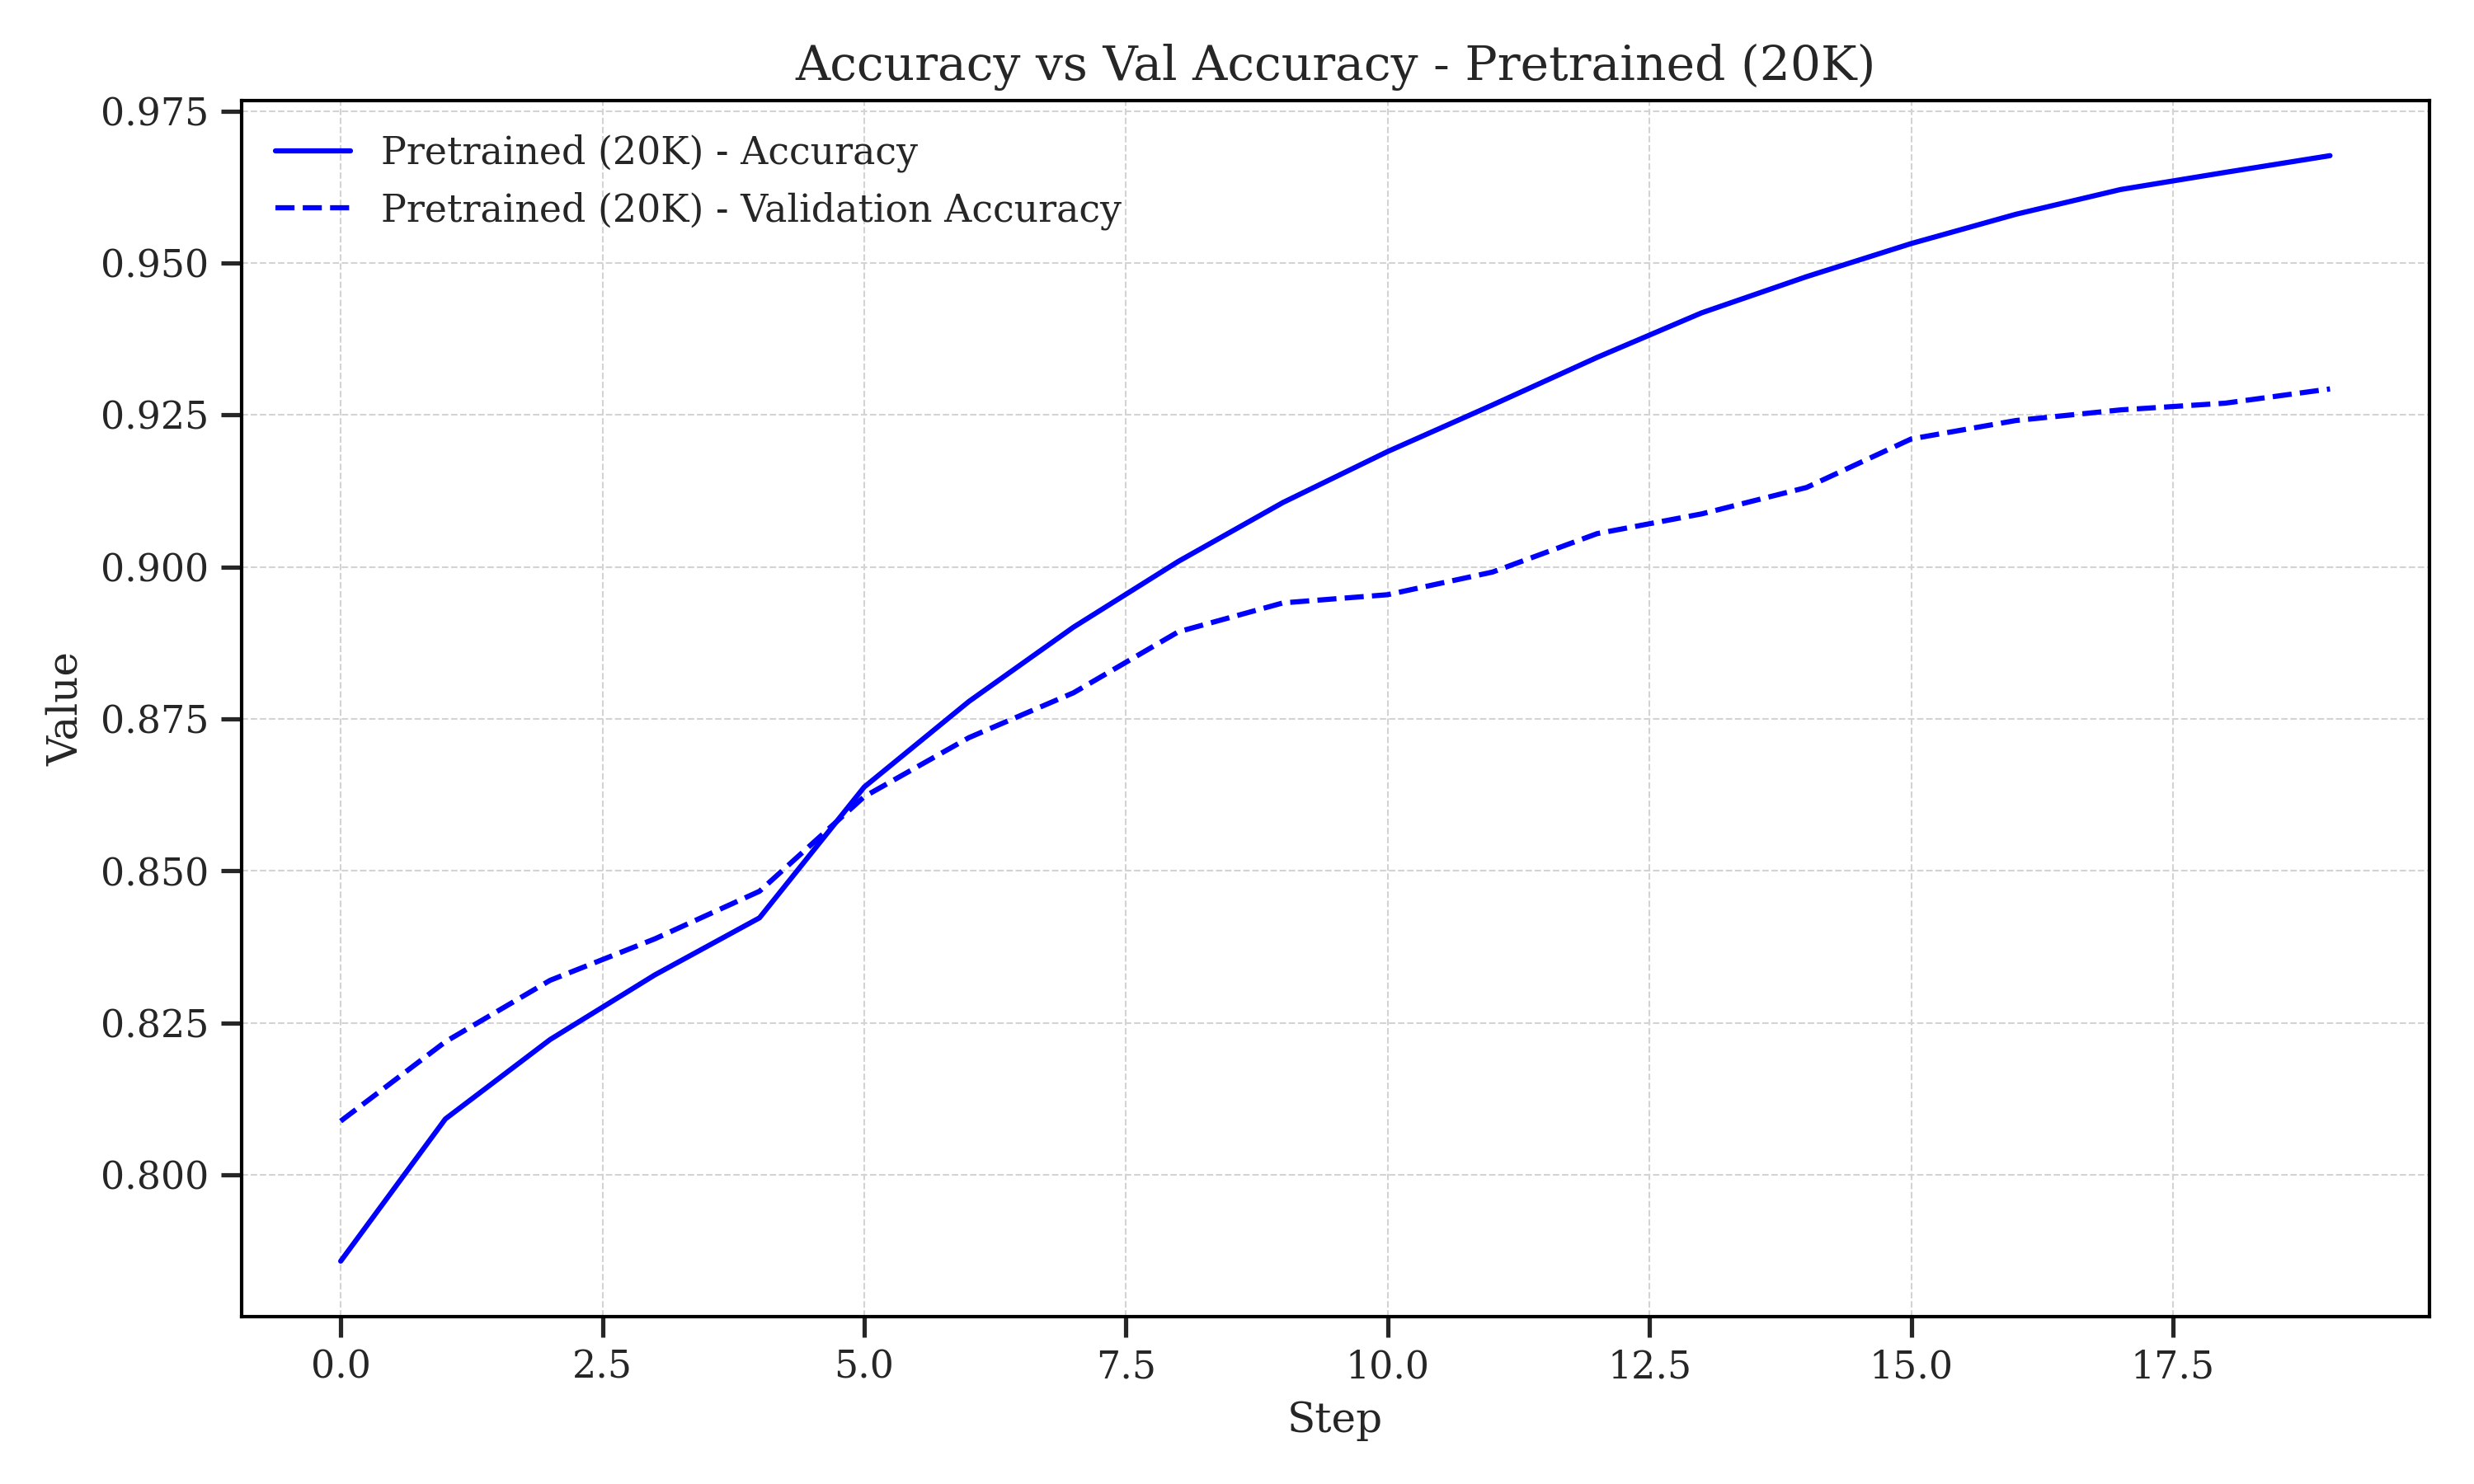 Accuracy vs Val Accuracy - Pretrained (20K)
Pretrained (20K) - Accuracy
Pretrained (20K) - Validation Accuracy
0.975
0.950
0.925
0.900
0.875
0.850
0.825
0.800
Value
0.0 2.5 5.0 7.5 10.0 12.5 15.0 17.5
Step